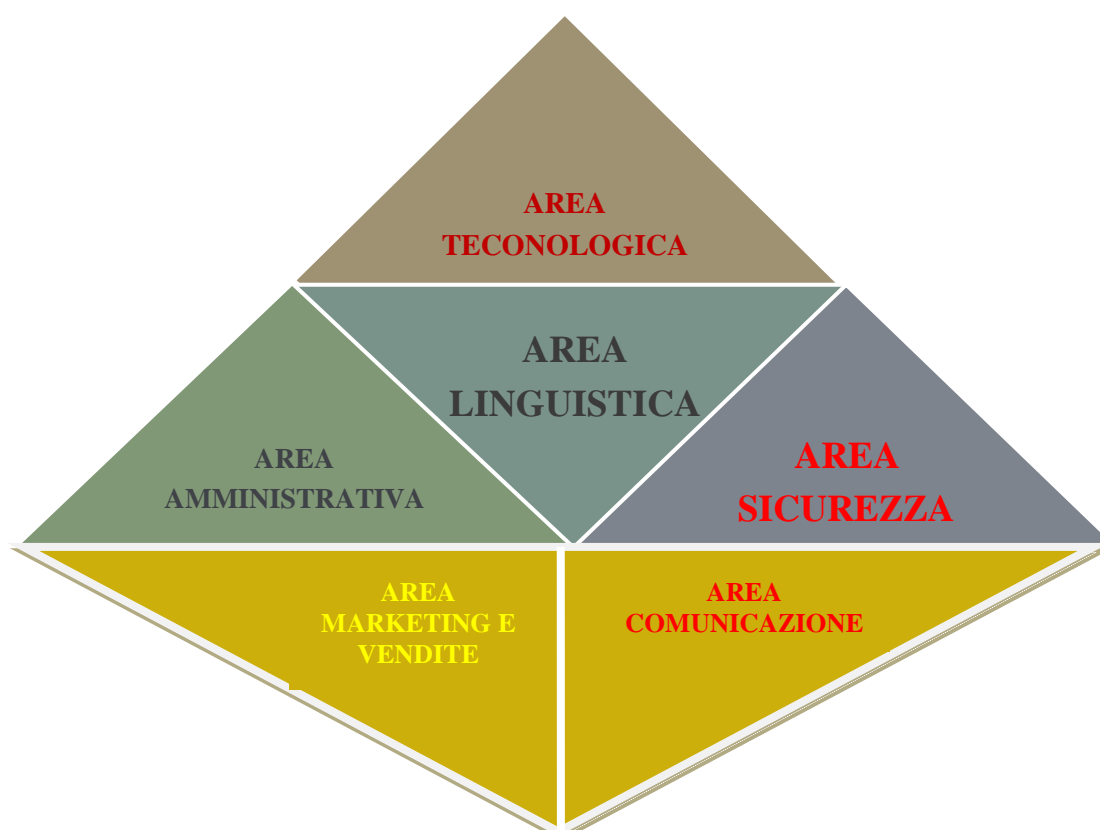 AREA
TECONOLOGICA
AREA
LINGUISTICA
AREA
AMMINISTRATIVA
AREA
SICUREZZA
AREA
MARKETING E
VENDITE
AREA
COMUNICAZIONE